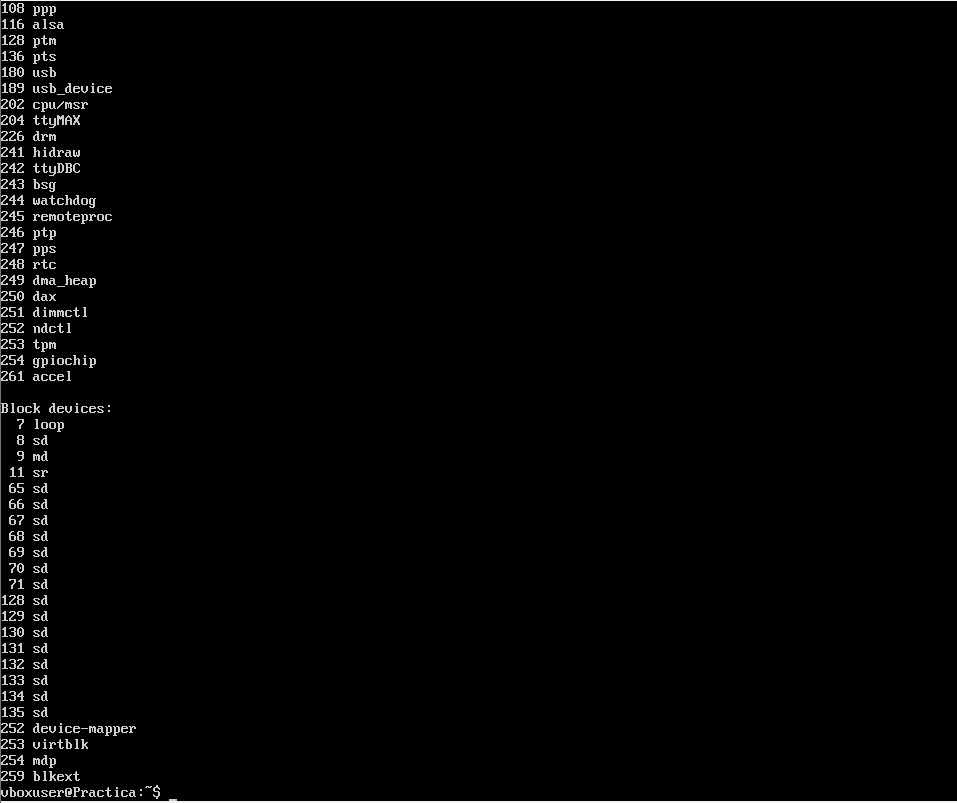 108 ppp
116 alsa
128 ptm
136 pts
180 usb
189 usb_device
202 cpu/msr
204 ttyMAX
226 drm
241 hidraw
242 ttyDBC
243 bsg
244 watchdog
245 remoteproc
246 ptp
247 pps
248 rtc
249 dma_heap
250 dax
251 dimmctl
252 ndctl
253 tpm
254 gpiochip
261 accel

Block devices:
  7 loop
  8 sd
  9 md
 11 sr
 65 sd
 66 sd
 67 sd
 68 sd
 69 sd
 70 sd
 71 sd
128 sd
129 sd
130 sd
131 sd
132 sd
133 sd
134 sd
135 sd
252 device-mapper
253 virtblk
254 mdp
259 blkext
vboxuser@Practica:~$ _